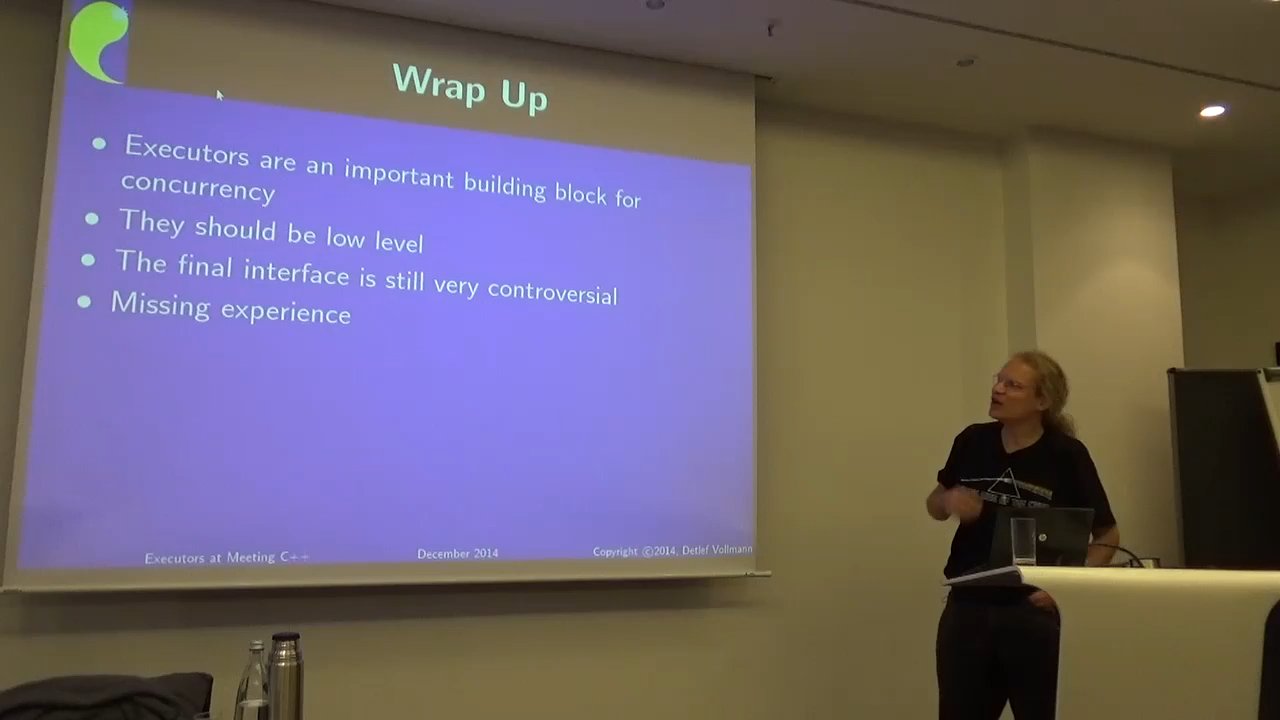 Wrap Up
• Executors are an important building block for
concurrency
• They should be low level
• The final interface is still very controversial
• Missing experience
Executors at Meeting C++
December 2014
Copyright ©2014, Detlef Vollmann
hp